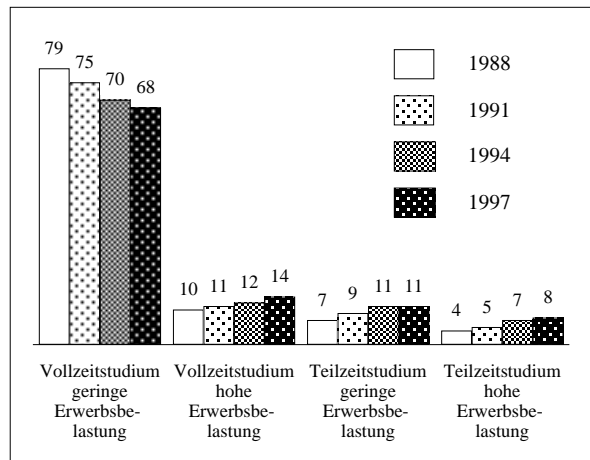 79
75
70
68
1988
1991
1994
1997
10 11 12 14
7 9 11 11
4 5 7 8
Vollzeitstudium
geringe
Erwerbsbe-
lastung
Vollzeitstudium
hohe
Erwerbsbe-
lastung
Teilzeitstudium
geringe
Erwerbsbe-
lastung
Teilzeitstudium
hohe
Erwerbsbe-
lastung